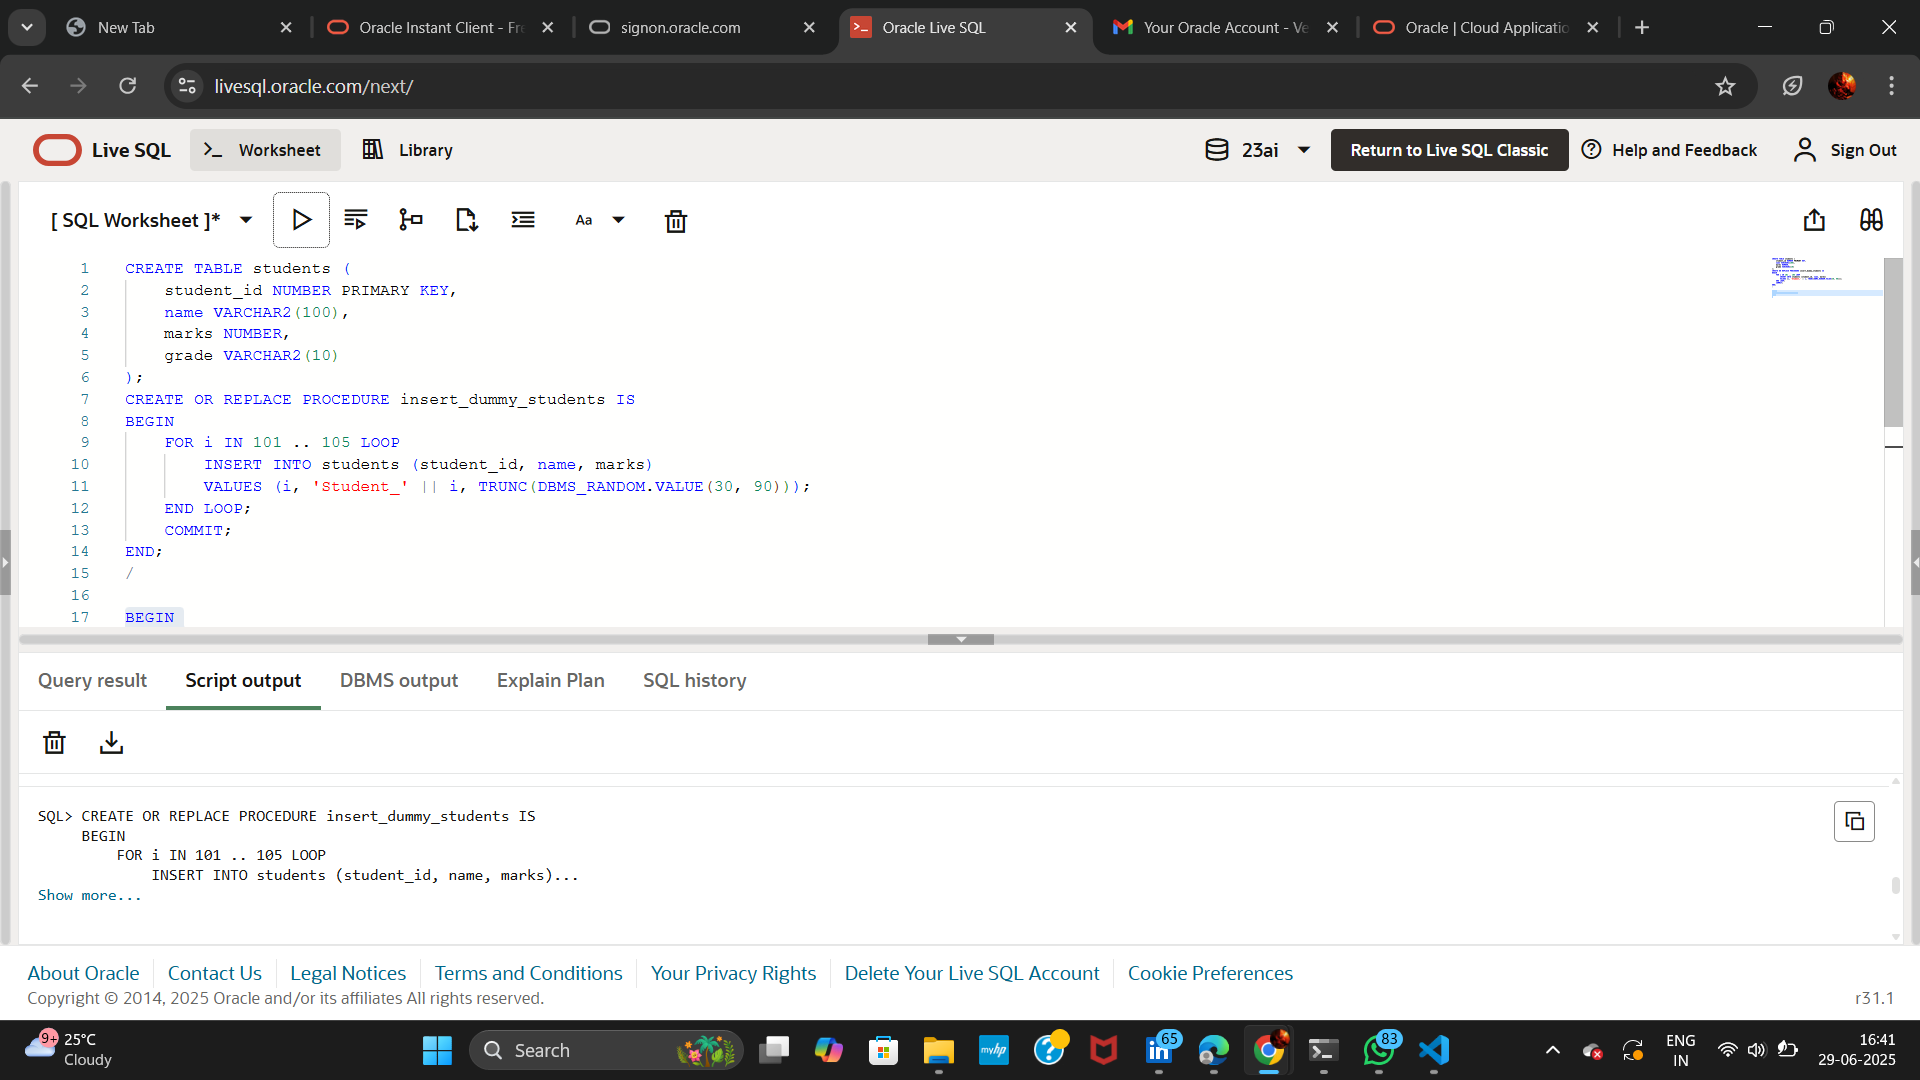 New Tab
Oracle Instant Client - Fre
signon.oracle.com
Oracle Live SQL
Your Oracle Account - Ve
Oracle | Cloud Applicatio
livesql.oracle.com/next/
Live SQL
>_ Worksheet
Library
23ai
Return to Live SQL Classic
Help and Feedback
Sign Out
[ SQL Worksheet ]*
Aa
1 CREATE TABLE students (
2 student_id NUMBER PRIMARY KEY,
3 name VARCHAR2(100),
4 marks NUMBER,
5 grade VARCHAR2(10)
6 );
7 CREATE OR REPLACE PROCEDURE insert_dummy_students IS
8 BEGIN
9 FOR i IN 101 .. 105 LOOP
10 INSERT INTO students (student_id, name, marks)
11 VALUES (i, 'Student_' || i, TRUNC(DBMS_RANDOM.VALUE(30, 90)));
12 END LOOP;
13 COMMIT;
14 END;
15 /
16
17 BEGIN
Query result
Script output
DBMS output
Explain Plan
SQL history
SQL> CREATE OR REPLACE PROCEDURE insert_dummy_students IS
BEGIN
FOR i IN 101 .. 105 LOOP
INSERT INTO students (student_id, name, marks)...
Show more...
About Oracle
Contact Us
Legal Notices
Terms and Conditions
Your Privacy Rights
Delete Your Live SQL Account
Cookie Preferences
Copyright © 2014, 2025 Oracle and/or its affiliates All rights reserved.
r31.1
9+
25°C
Cloudy
Search
myhp
65
83
ENG
IN
16:41
29-06-2025